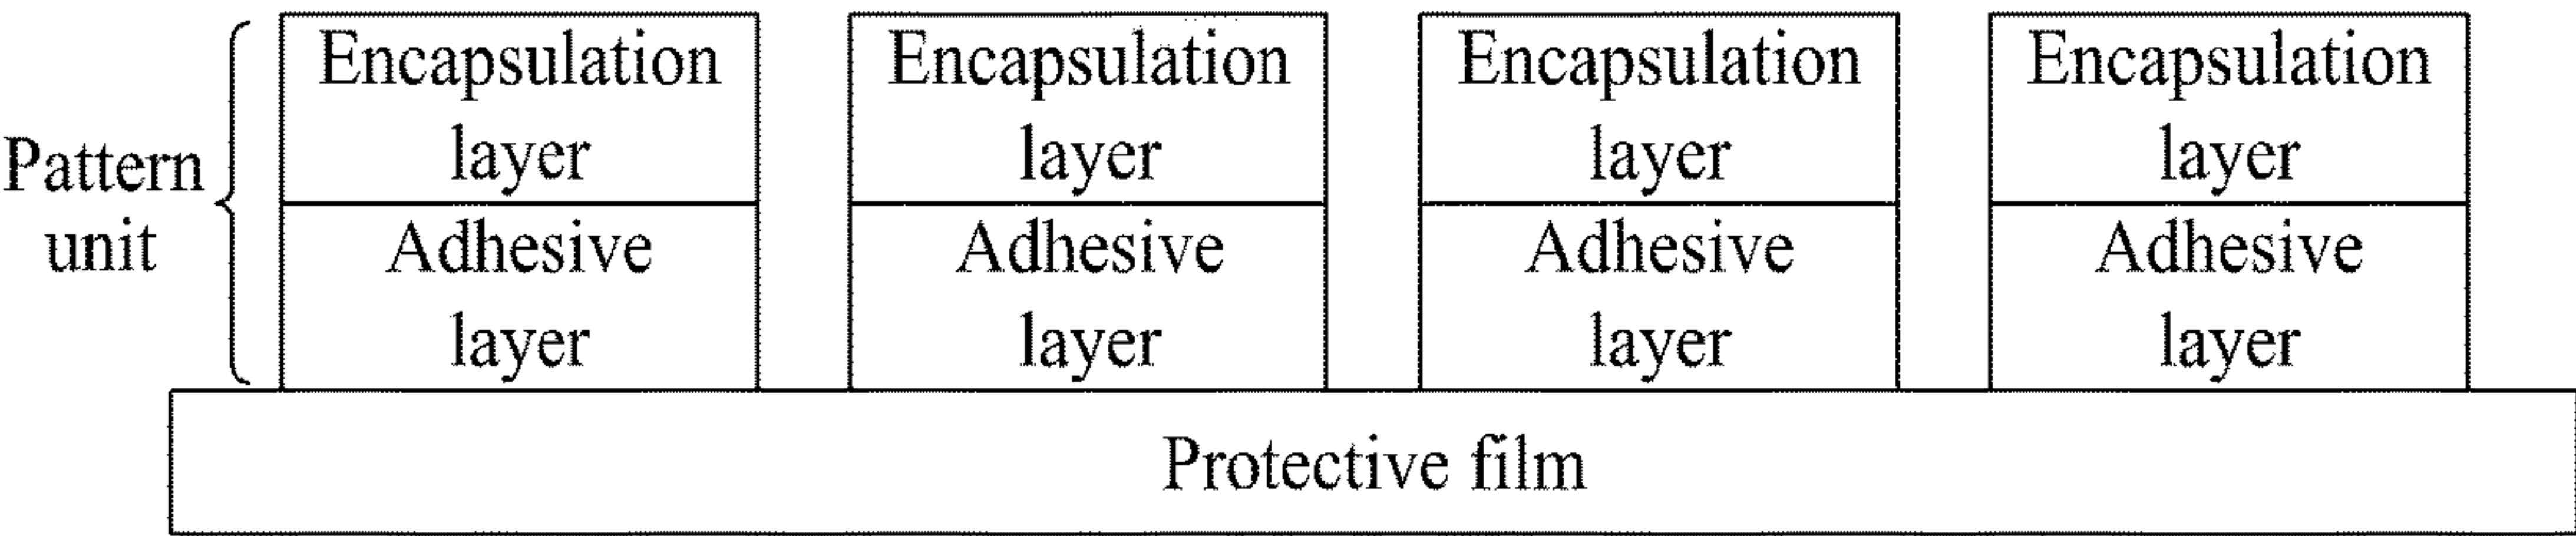 Pattern
unit
Encapsulation
layer
Adhesive
layer
Encapsulation
layer
Adhesive
layer
Encapsulation
layer
Adhesive
layer
Encapsulation
layer
Adhesive
layer
Protective film